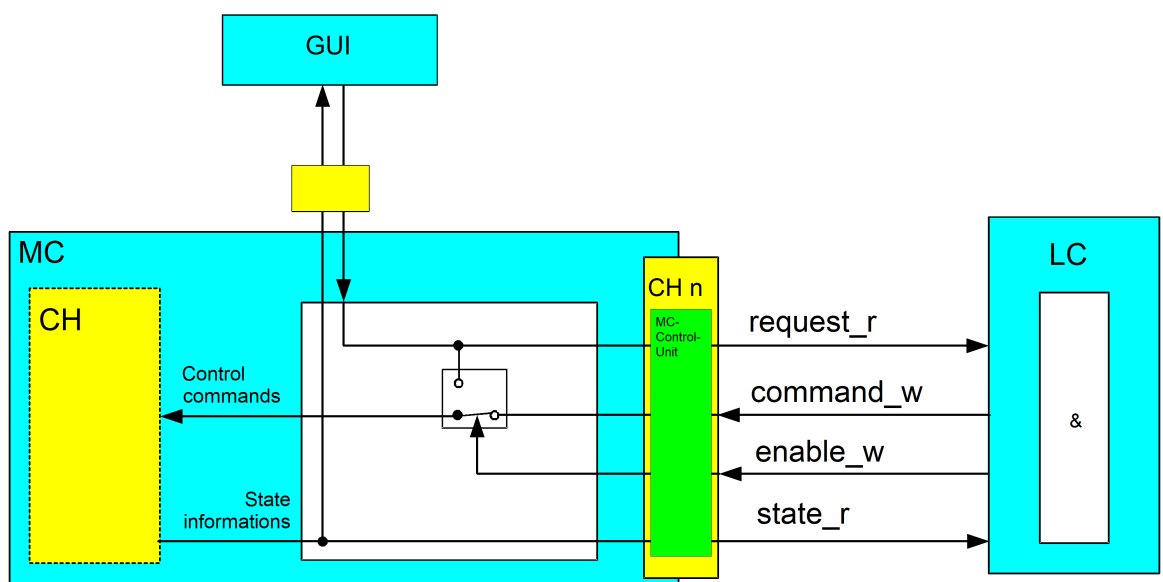 GUI
MC
CH
CH n
MC-
Control-
Unit
LC
request_r
Control
commands
command_w
&
enable_w
State
informations
state_r